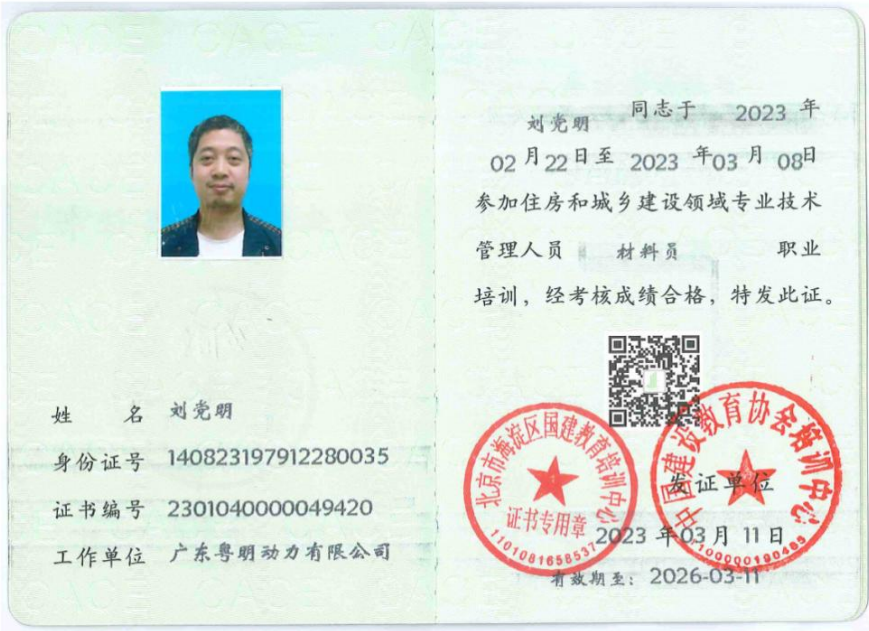 姓 名 刘党明
身份证号 140823197912280035
证书编号 2301040000049420
工作单位 广东粤明动力有限公司
刘党明 同志于 2023 年
02 月 22 日至 2023 年 03 月 08 日
参加住房和城乡建设领域专业技术
管理人员 材料员 职业
培训，经考核成绩合格，特发此证。
北京市海淀区国建教育培训中心
证书专用章
1101081658537
中国建设教育协会培训中心
发证单位
2023 年 03 月 11 日
有效期至：2026-03-11